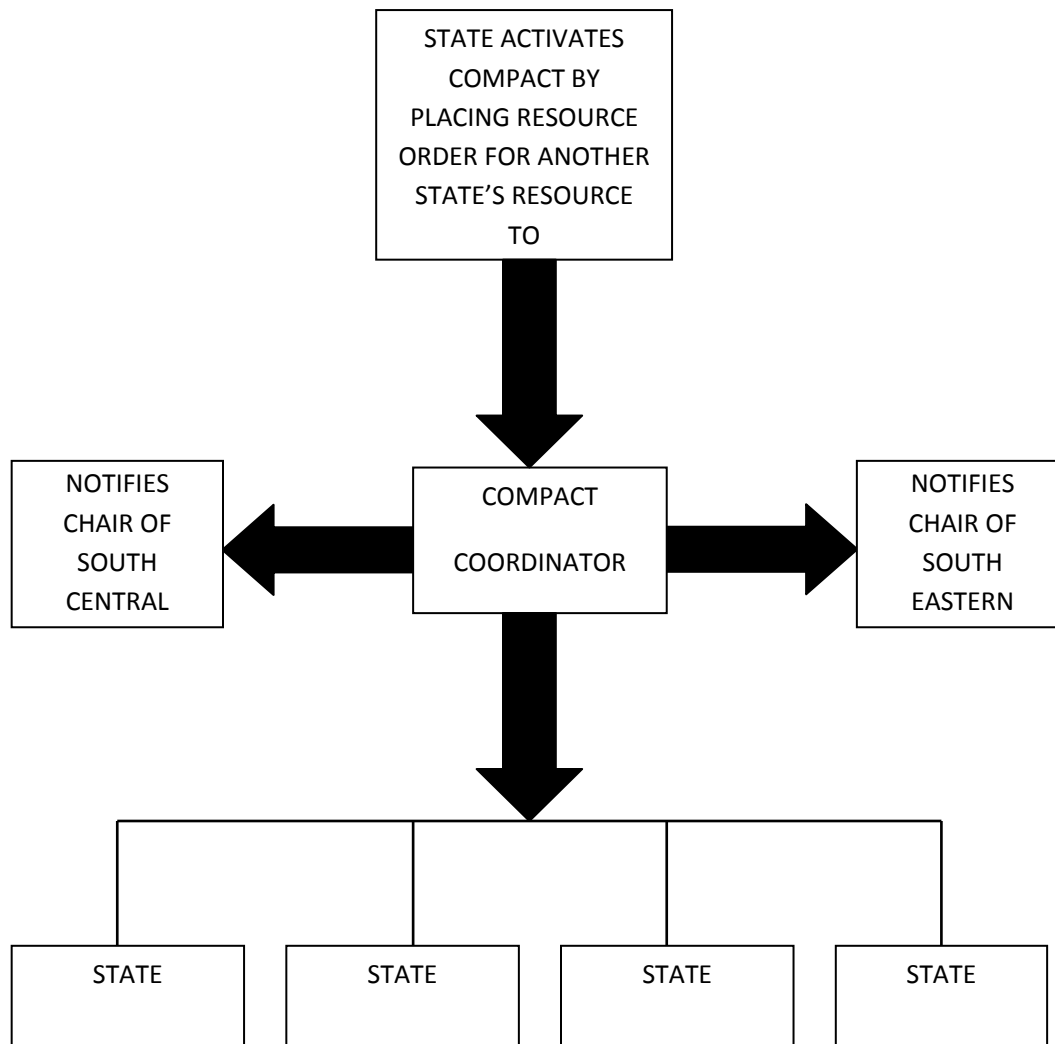 STATE ACTIVATES
COMPACT BY
PLACING RESOURCE
ORDER FOR ANOTHER
STATE’S RESOURCE
TO
NOTIFIES
CHAIR OF
SOUTH
CENTRAL
COMPACT
COORDINATOR
NOTIFIES
CHAIR OF
SOUTH
EASTERN
STATE
STATE
STATE
STATE